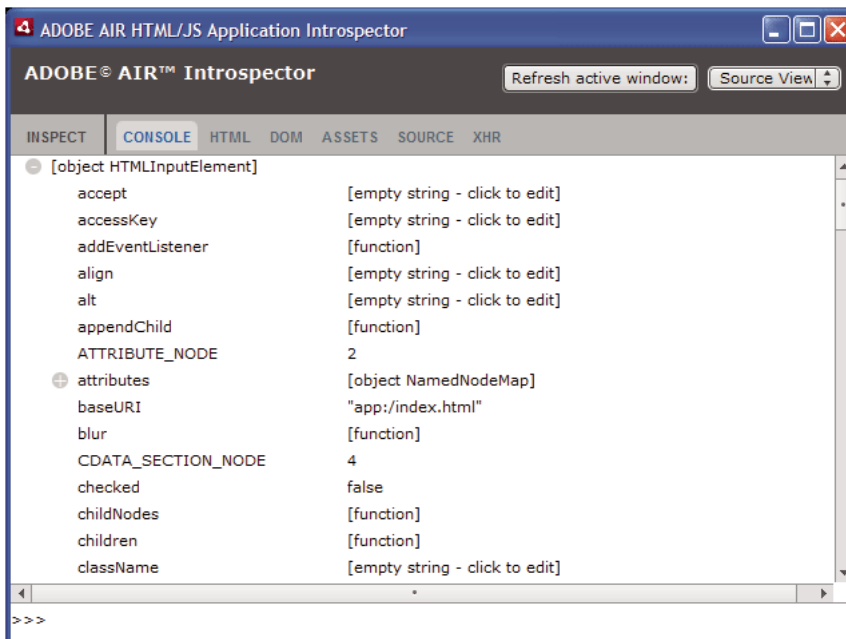 ADOBE AIR HTML/JS Application Introspector
ADOBE© AIR™ Introspector
Refresh active window:
Source View
INSPECT CONSOLE HTML DOM ASSETS SOURCE XHR
[object HTMLInputElement]
accept [empty string - click to edit]
accessKey [empty string - click to edit]
addEventListener [function]
align [empty string - click to edit]
alt [empty string - click to edit]
appendChild [function]
ATTRIBUTE_NODE 2
attributes [object NamedNodeMap]
baseURI "app:/index.html"
blur [function]
CDATA_SECTION_NODE 4
checked false
childNodes [function]
children [function]
className [empty string - click to edit]
>>>